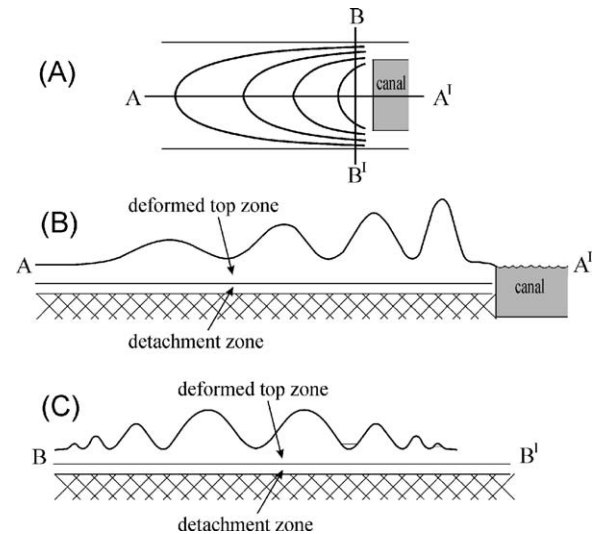 B
(A)
A
canal
A^I
B^I
(B)
deformed top zone
A
A^I
canal
detachment zone
(C)
deformed top zone
B
B^I
detachment zone